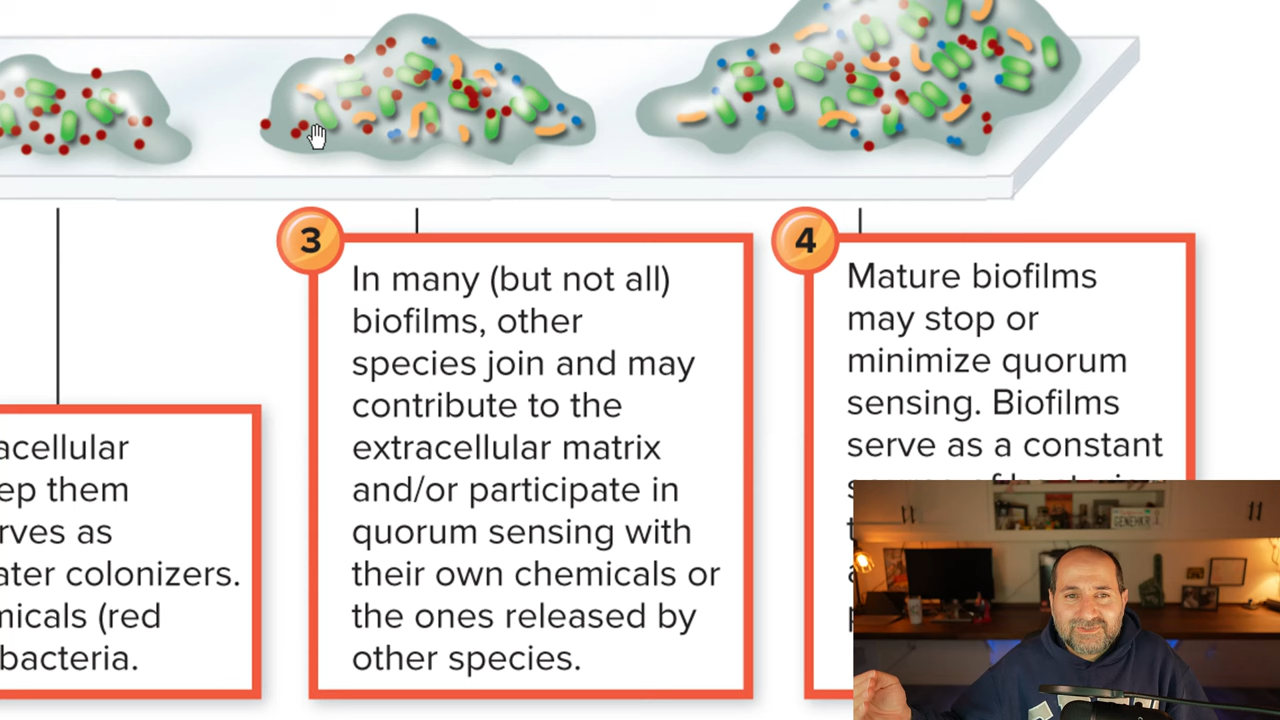 acellular
ep them
rves as
ater colonizers.
micals (red
bacteria.
3
In many (but not all)
biofilms, other
species join and may
contribute to the
extracellular matrix
and/or participate in
quorum sensing with
their own chemicals or
the ones released by
other species.
4
Mature biofilms
may stop or
minimize quorum
sensing. Biofilms
serve as a constant